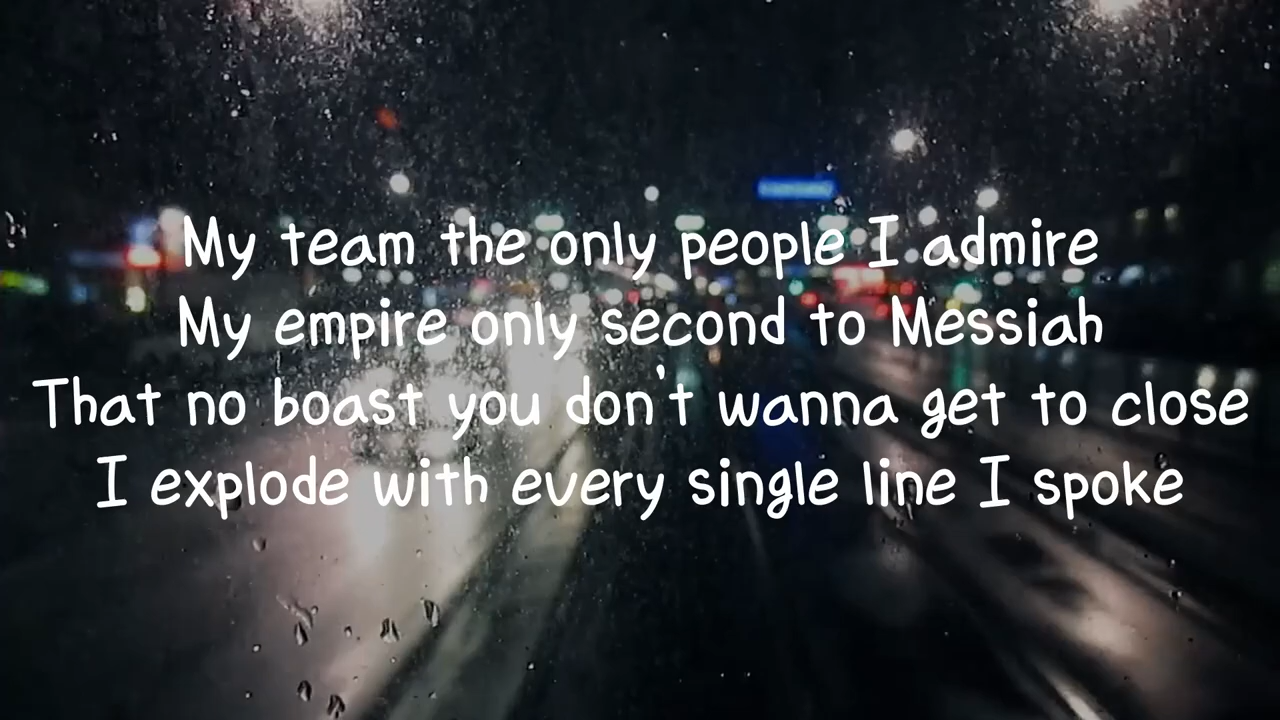 My team the only people I admire
My empire only second to Messiah
That no boast you don't wanna get to close
I explode with every single line I spoke